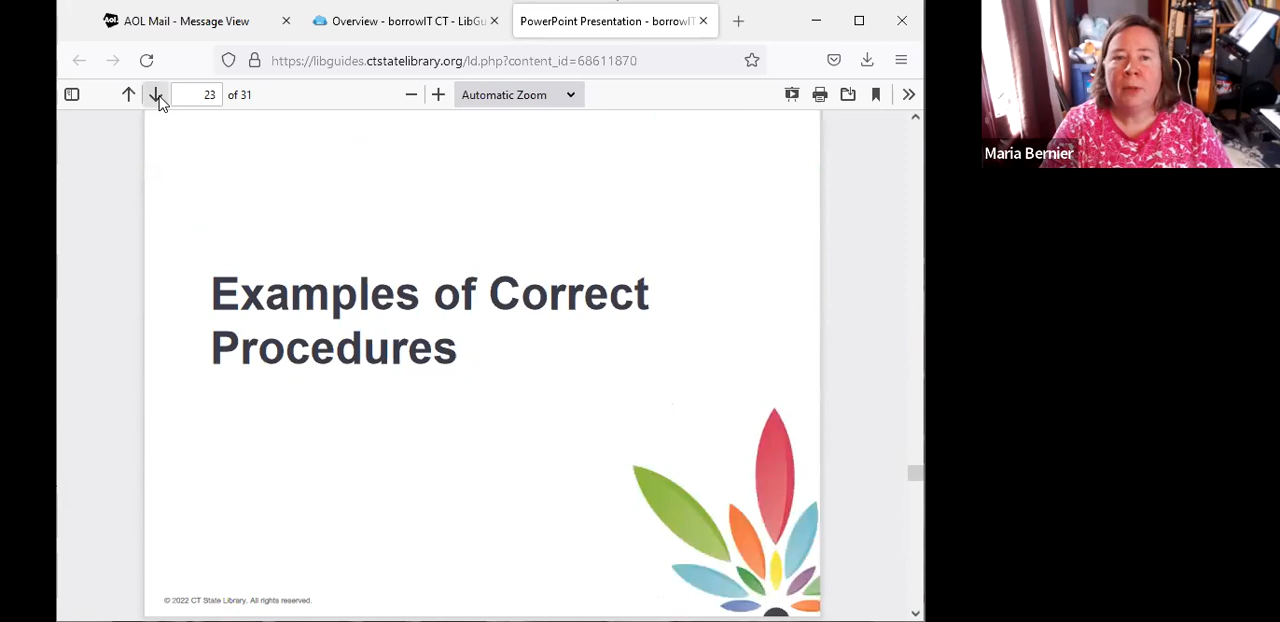 AOL Mail - Message View
Overview - borrowIT CT - LibGu
PowerPoint Presentation - borrowIT
https://libguides.ctstatelibrary.org/ld.php?content_id=68611870
23 of 31
Automatic Zoom
Examples of Correct
Procedures
© 2022 CT State Library. All rights reserved.
Maria Bernier